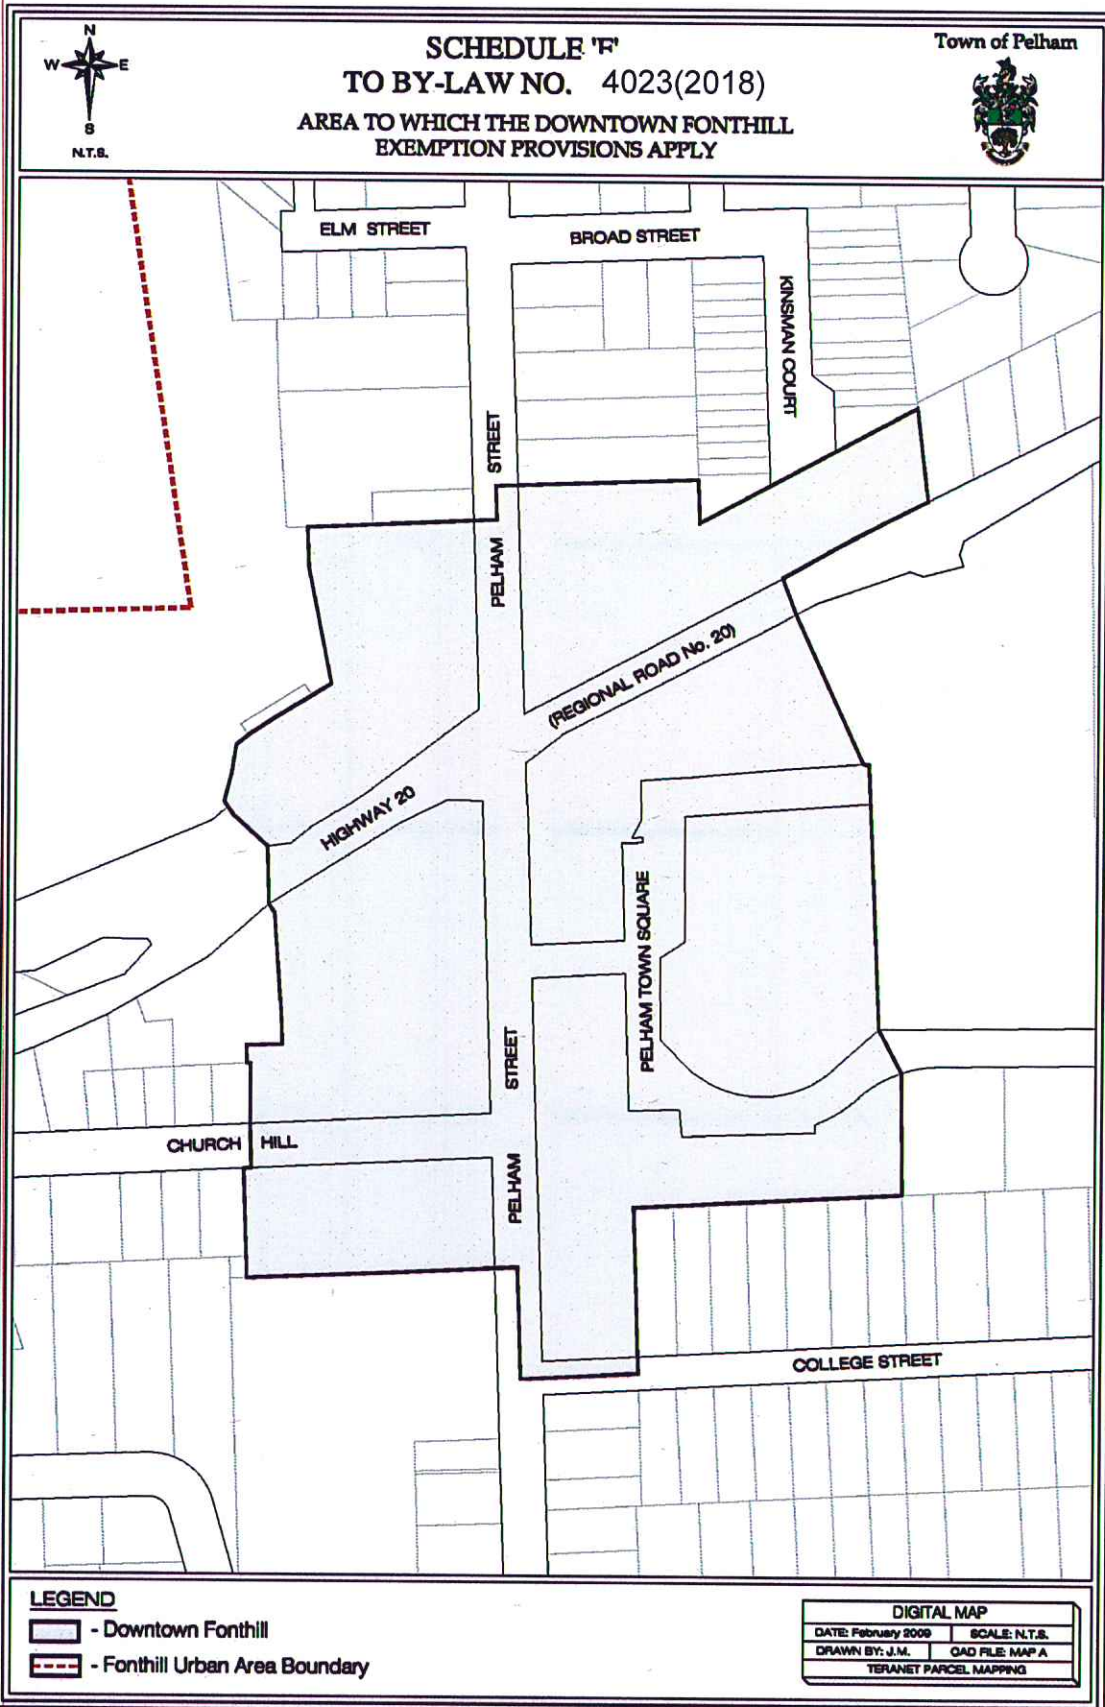 N
W E
S
N.T.S.
SCHEDULE 'F'
TO BY-LAW NO. 4023(2018)
AREA TO WHICH THE DOWNTOWN FONTHILL
EXEMPTION PROVISIONS APPLY
Town of Pelham
ELM STREET
BROAD STREET
KINSMAN COURT
STREET
PELHAM
(REGIONAL ROAD No. 20)
HIGHWAY 20
PELHAM TOWN SQUARE
STREET
CHURCH HILL
PELHAM
COLLEGE STREET
LEGEND
- Downtown Fonthill
- Fonthill Urban Area Boundary
DIGITAL MAP
DATE: February 2009 SCALE: N.T.S.
DRAWN BY: J.M. CAD FILE: MAP A
TERANET PARCEL MAPPING